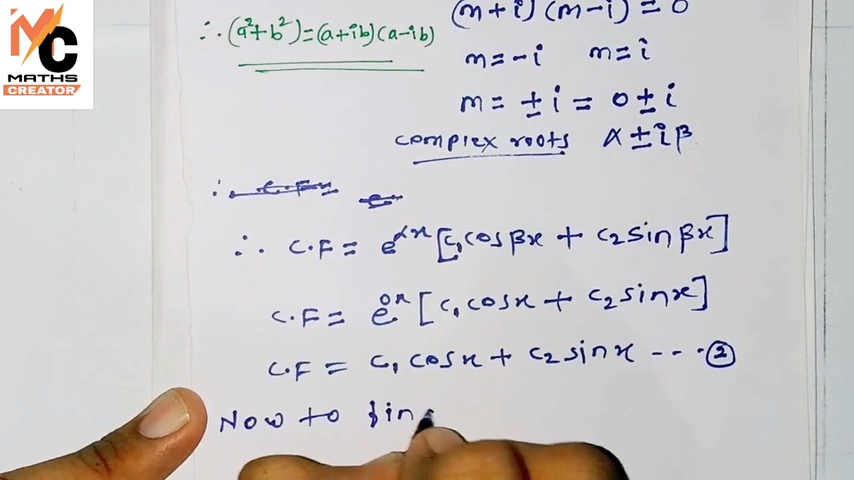 MC
MATHS
CREATOR
∴ (a²+b²)=(a+ib)(a-ib)
(m+i)(m-i)=0
m=-i m=i
m= ±i = 0±i
complex roots α±iβ
∴ C.F = e^αx [c₁cosβx + c₂sinβx]
C.F = e^0x [c₁cosx + c₂sinx]
C.F = c₁cosx + c₂sinx --- ②
Now to fin